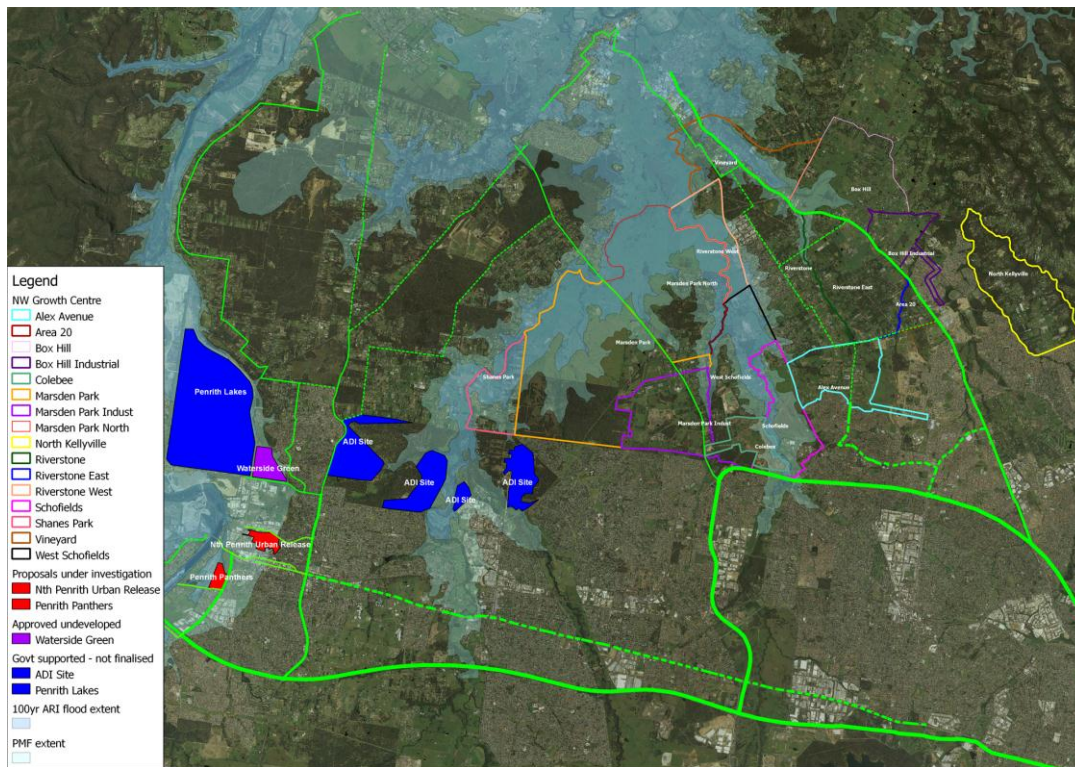 Legend
NW Growth Centre
Alex Avenue
Area 20
Box Hill
Box Hill Industrial
Colebee
Marsden Park
Marsden Park Indust
Marsden Park North
North Kellyville
Riverstone
Riverstone East
Riverstone West
Schofields
Shanes Park
Vineyard
West Schofields
Proposals under investigation
Nth Penrith Urban Release
Penrith Panthers
Approved undeveloped
Waterside Green
Govt supported - not finalised
ADI Site
Penrith Lakes
100yr ARI flood extent
PMF extent
Vineyard
Box Hill
Riverstone West
Box Hill Industrial
North Kellyville
Riverstone
Marsden Park North
Riverstone East
Area 20
Marsden Park
Shanes Park
West Schofields
Alex Avenue
Penrith Lakes
Marsden Park Indust
Schofields
ADI Site
Colebee
Waterside Green
ADI Site
ADI Site
ADI Site
Nth Penrith Urban Release
Penrith Panthers